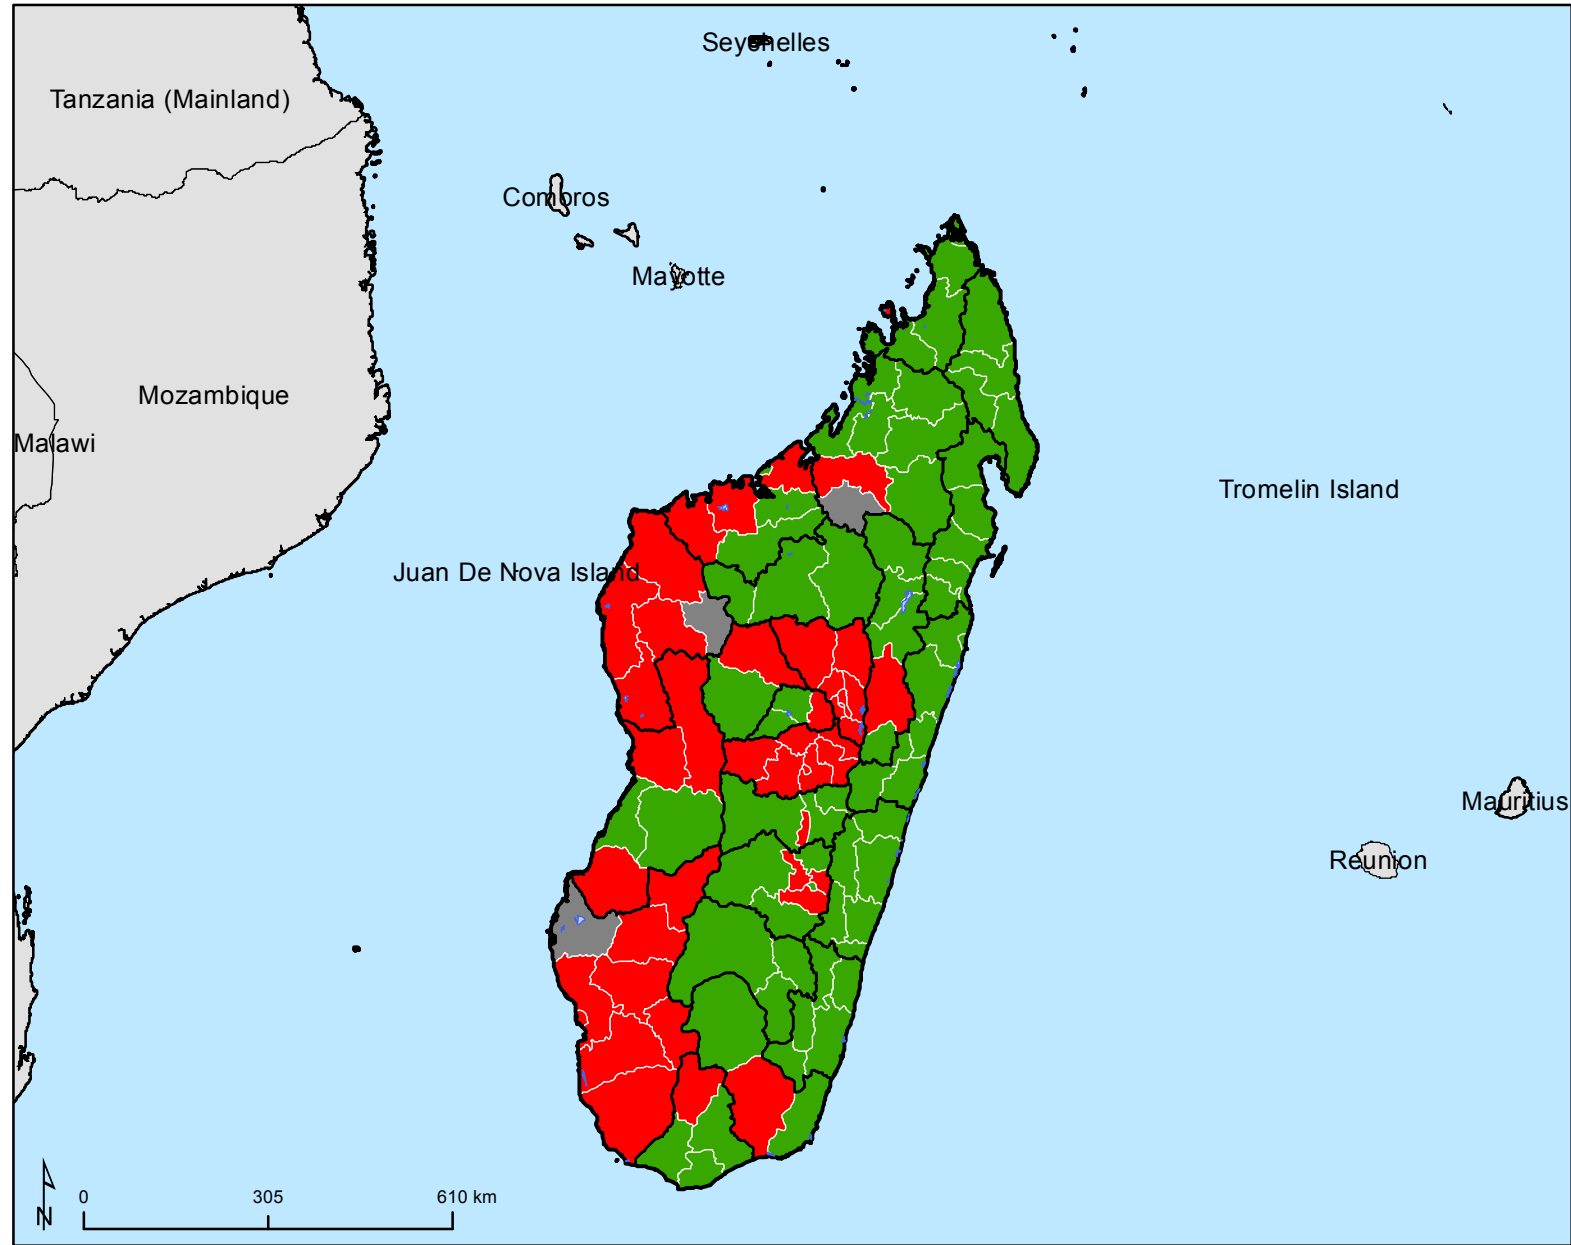 Seychelles
Tanzania (Mainland)
Comoros
Mayotte
Mozambique
Malawi
Tromelin Island
Juan De Nova Island
Mauritius
Reunion
0 305 610 km
N